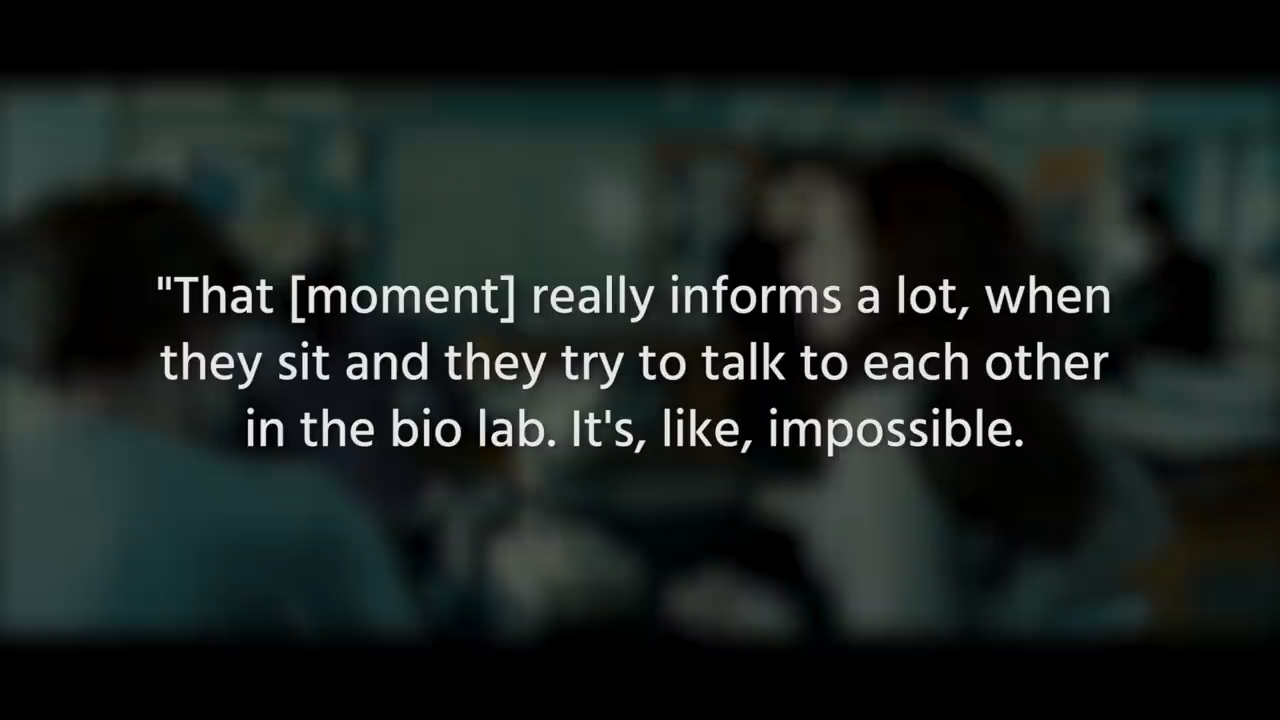 "That [moment] really informs a lot, when
they sit and they try to talk to each other
in the bio lab. It's, like, impossible.